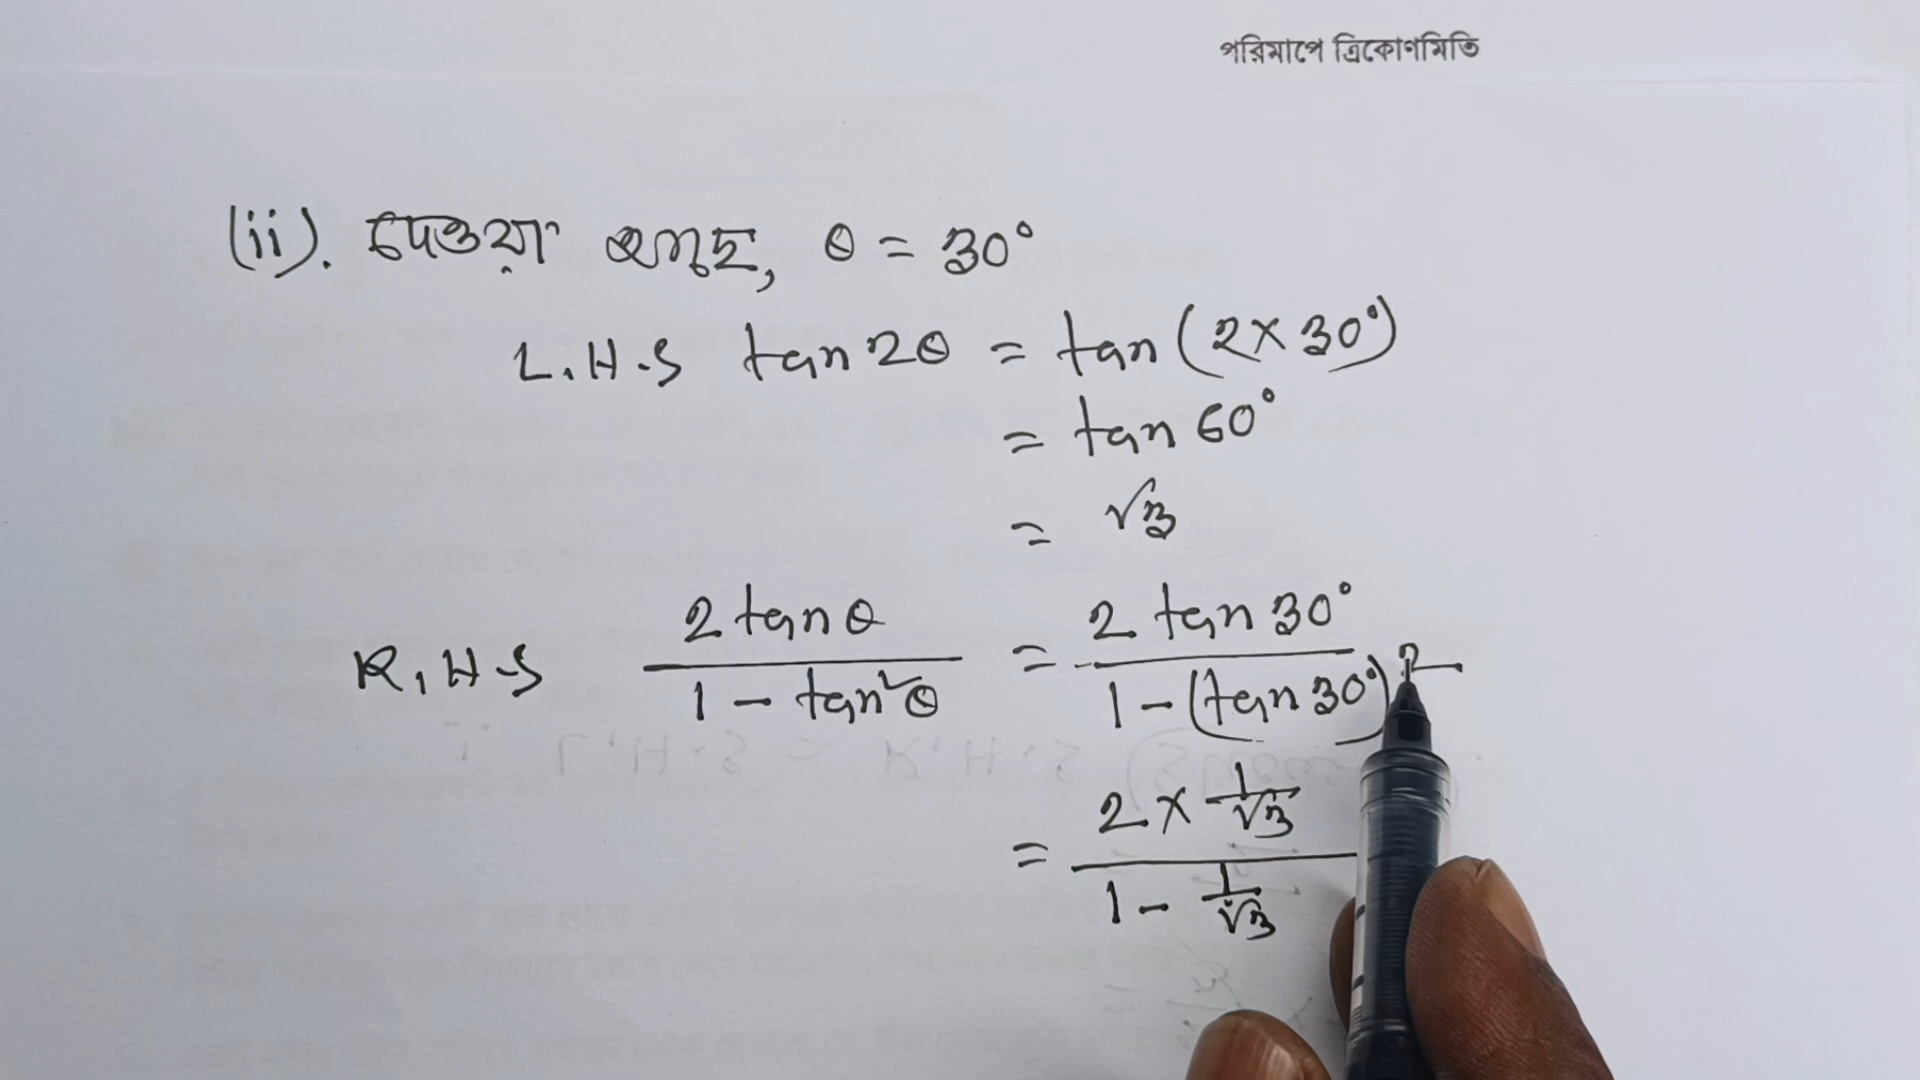 পরিমাপে ত্রিকোণমিতি
(ii). দেওয়া আছে, θ = 30°
L.H.S tan 2θ = tan (2 × 30°)
= tan 60°
= √3
R.H.S 2 tan θ / 1 - tan²θ = 2 tan 30° / 1 - (tan 30°)²
= 2 × 1/√3 / 1 - 1/√3